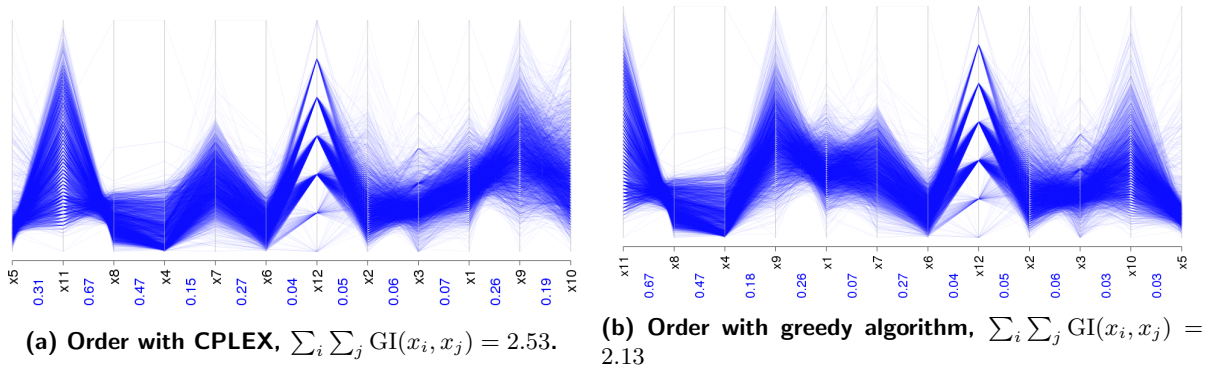 x5 x11 x8 x4 x7 x6 x12 x2 x3 x1 x9 x10
0.31 0.67 0.47 0.15 0.27 0.04 0.05 0.06 0.07 0.26 0.19
(a) Order with CPLEX, ∑i ∑j GI(xi, xj) = 2.53.
x11 x8 x4 x9 x1 x7 x6 x12 x2 x3 x10 x5
0.67 0.47 0.18 0.26 0.07 0.27 0.04 0.05 0.06 0.03 0.03
(b) Order with greedy algorithm, ∑i ∑j GI(xi, xj) =
2.13